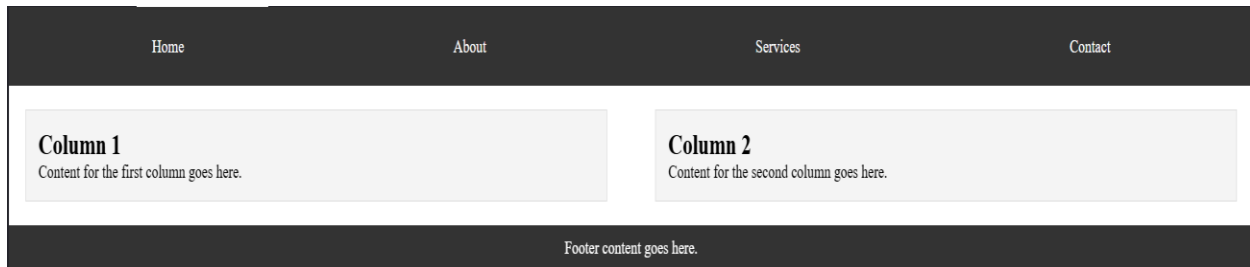 Home About Services Contact
Column 1
Content for the first column goes here.
Column 2
Content for the second column goes here.
Footer content goes here.